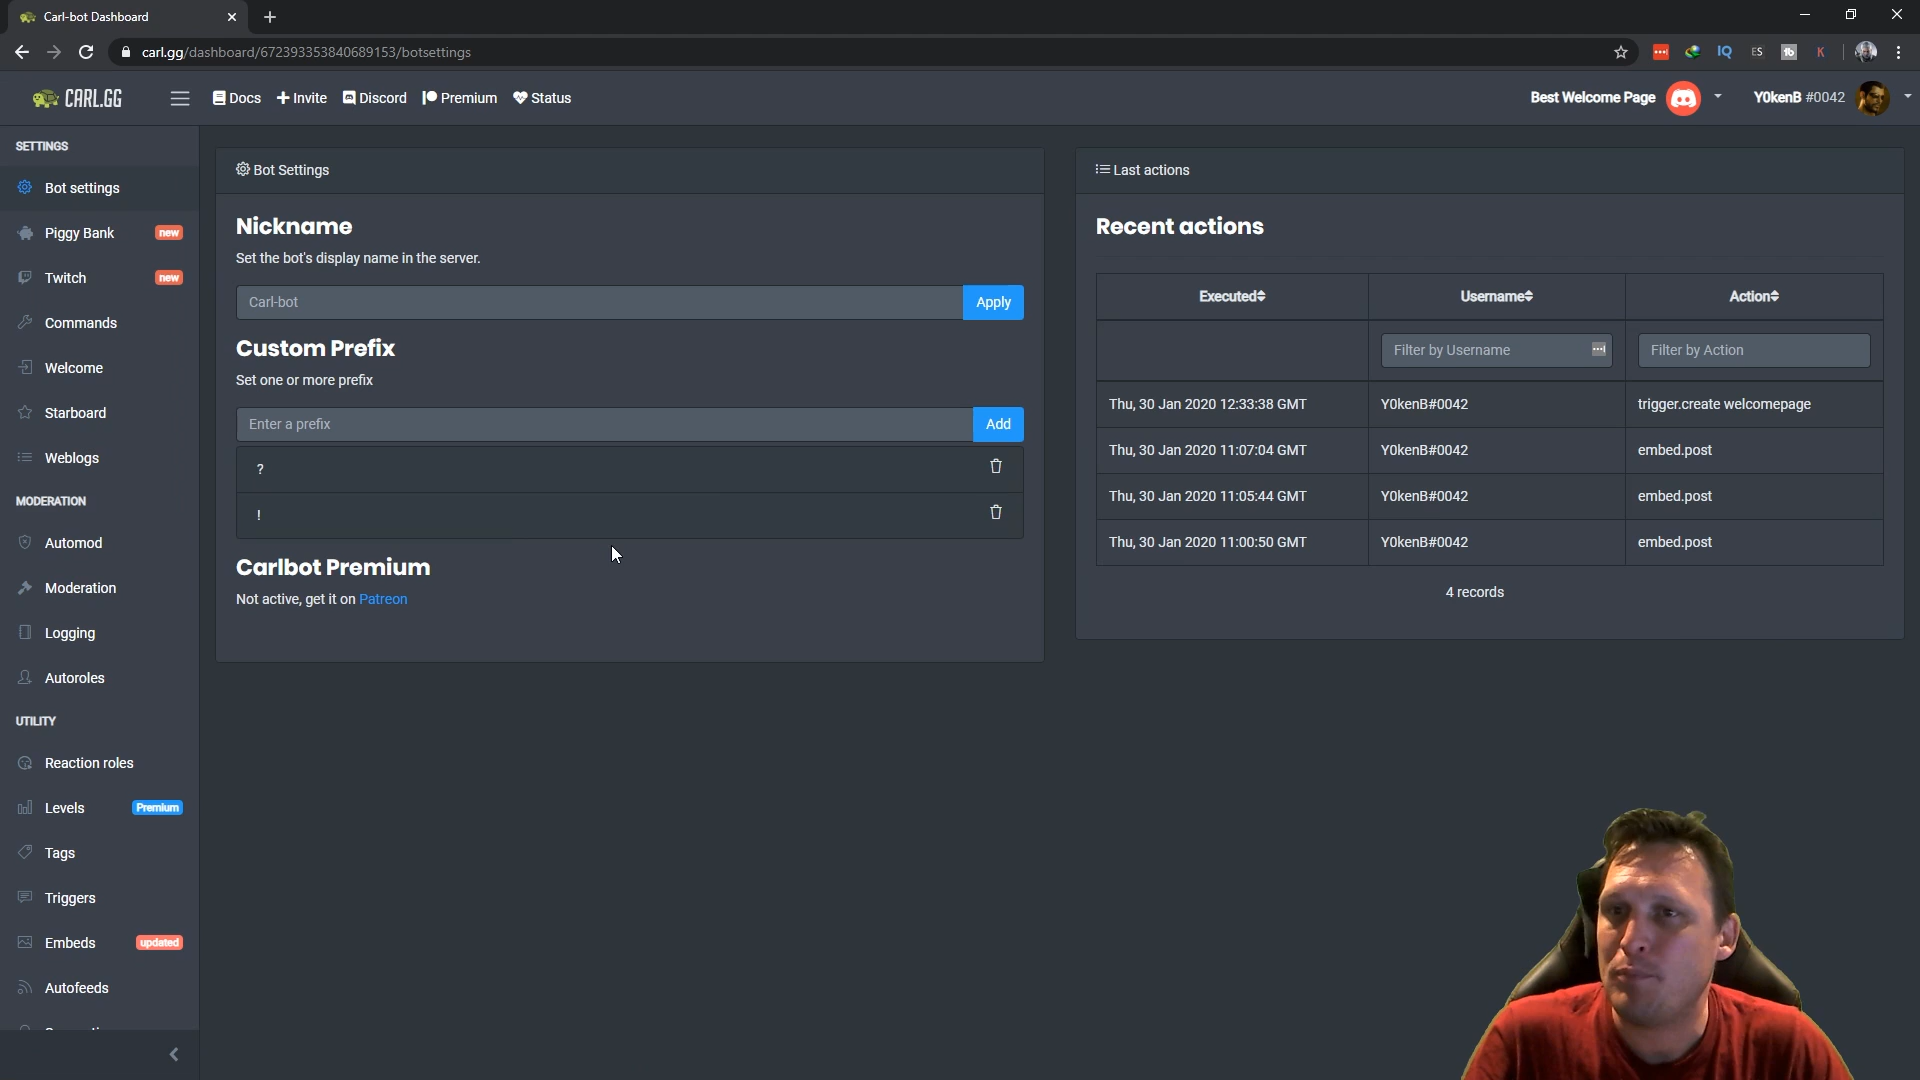 Carl-bot Dashboard
carl.gg/dashboard/672393353840689153/botsettings
IQ
ES
K
CARL.GG
Docs
Invite
Discord
Premium
Status
Best Welcome Page
Y0kenB #0042
SETTINGS
Bot settings
Piggy Bank new
Twitch new
Commands
Welcome
Starboard
Weblogs
MODERATION
Automod
Moderation
Logging
Autoroles
UTILITY
Reaction roles
Levels Premium
Tags
Triggers
Embeds updated
Autofeeds
Bot Settings
Nickname
Set the bot's display name in the server.
Carl-bot
Apply
Custom Prefix
Set one or more prefix
Enter a prefix
Add
?
!
Carlbot Premium
Not active, get it on Patreon
Last actions
Recent actions
Executed Username Action
Filter by Username Filter by Action
Thu, 30 Jan 2020 12:33:38 GMT Y0kenB#0042 trigger.create welcomepage
Thu, 30 Jan 2020 11:07:04 GMT Y0kenB#0042 embed.post
Thu, 30 Jan 2020 11:05:44 GMT Y0kenB#0042 embed.post
Thu, 30 Jan 2020 11:00:50 GMT Y0kenB#0042 embed.post
4 records